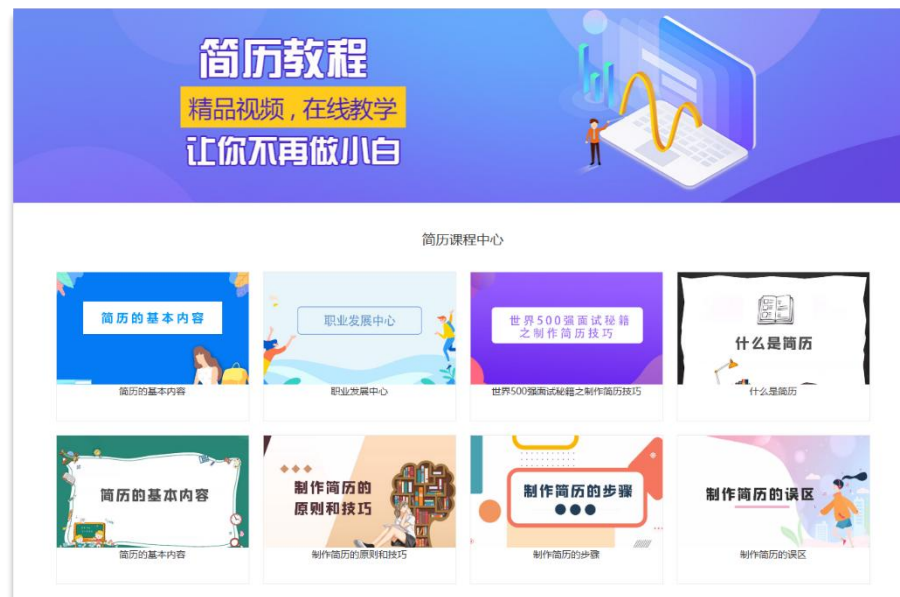 简历教程
精品视频，在线教学
让你不再做小白
简历课程中心
简历的基本内容
职业发展中心
世界500强面试秘籍
之制作简历技巧
什么是简历
简历的基本内容
职业发展中心
世界500强面试秘籍之制作简历技巧
什么是简历
简历的基本内容
制作简历的
原则和技巧
制作简历的步骤
制作简历的误区
简历的基本内容
制作简历的原则和技巧
制作简历的步骤
制作简历的误区